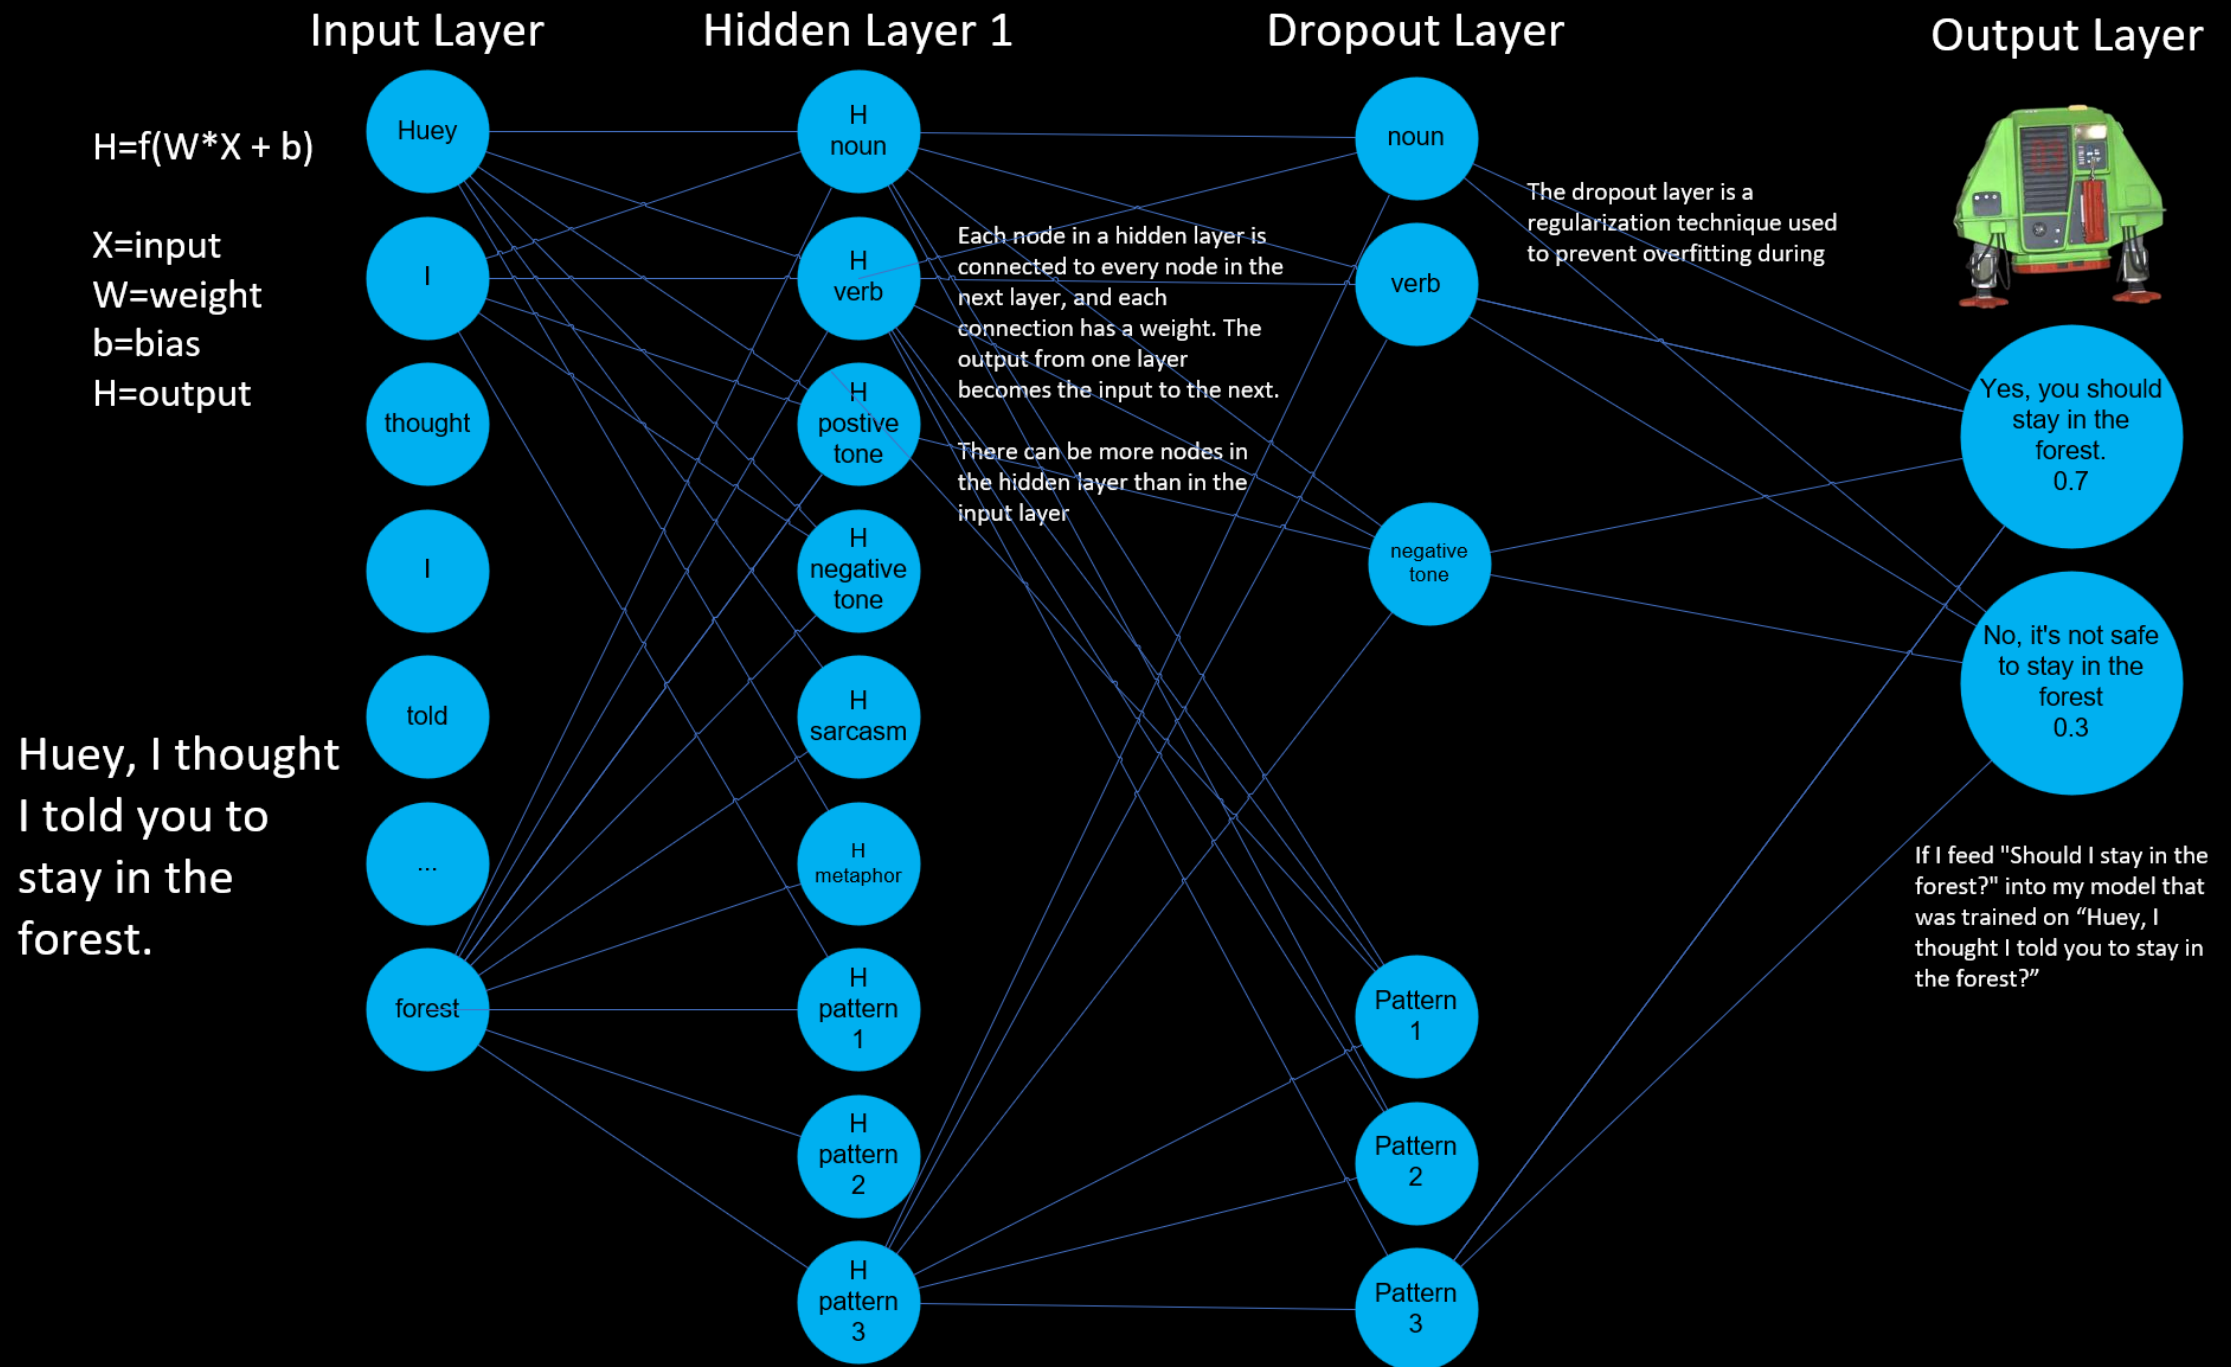 Input Layer
Hidden Layer 1
Dropout Layer
Output Layer
H=f(W*X + b)
X=input
W=weight
b=bias
H=output
Huey, I thought
I told you to
stay in the
forest.
Huey
I
thought
I
told
...
forest
H
noun
H
verb
H
postive
tone
H
negative
tone
H
sarcasm
H
metaphor
H
pattern
1
H
pattern
2
H
pattern
3
Each node in a hidden layer is
connected to every node in the
next layer, and each
connection has a weight. The
output from one layer
becomes the input to the next.
There can be more nodes in
the hidden layer than in the
input layer
noun
verb
negative
tone
Pattern
1
Pattern
2
Pattern
3
The dropout layer is a
regularization technique used
to prevent overfitting during
Yes, you should
stay in the
forest.
0.7
No, it's not safe
to stay in the
forest
0.3
If I feed "Should I stay in the
forest?" into my model that
was trained on “Huey, I
thought I told you to stay in
the forest?”